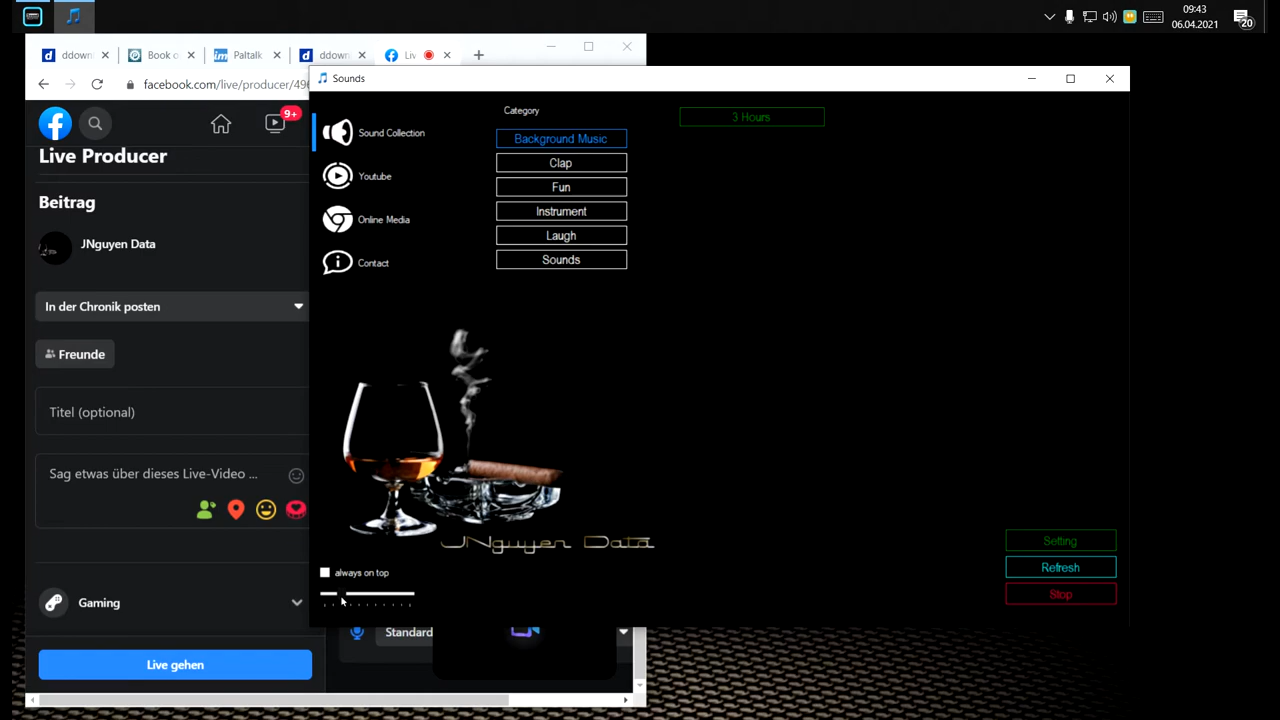 09:43
06.04.2021
20
ddown
Book o
Paltalk
ddown
Liv
facebook.com/live/producer/496
9+
Live Producer
Beitrag
JNguyen Data
In der Chronik posten
Freunde
Titel (optional)
Sag etwas über dieses Live-Video ...
Gaming
Live gehen
Standard
Sounds
Sound Collection
Youtube
Online Media
Contact
Category
Background Music
Clap
Fun
Instrument
Laugh
Sounds
3 Hours
JNguyen Data
always on top
Setting
Refresh
Stop